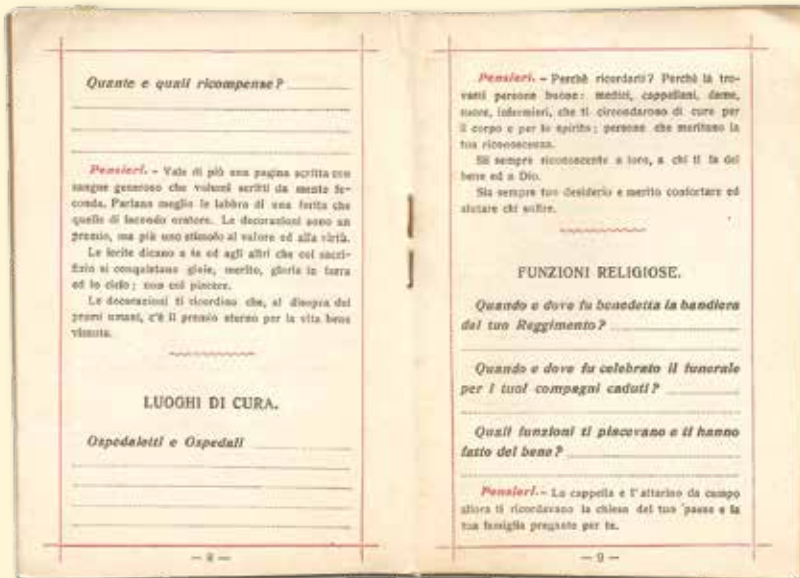 Quante e quali ricompense?
Pensieri. - Vale di più una pagina scritta con
sangue generoso che volumi scritti da mente fe-
conda. Parlano meglio le labbra di una ferita che
quelle di facondo oratore. Le decorazioni sono un
premio, ma più uno stimolo al valore ed alla virtù.
Le ferite dicano a te ed agli altri che col sacri-
fizio si conquistano gioie, merito, gloria in terra
ed in cielo; non col piacere.
Le decorazioni ti ricordino che, al disopra dei
premi umani, c'è il premio eterno per la vita bene
vissuta.
LUOGHI DI CURA.
Ospedaletti e Ospedali
— 8 —
Pensieri. - Perchè ricordarli? Perchè là tro-
vasti persone buone: medici, cappellani, dame,
suore, infermieri, che ti circondarono di cure per
il corpo e per lo spirito; persone che meritano la
tua riconoscenza.
Sii sempre riconoscente a loro, a chi ti fa del
bene ed a Dio.
Sia sempre tuo desiderio e merito confortare ed
aiutare chi soffre.
FUNZIONI RELIGIOSE.
Quando e dove fu benedetta la bandiera
del tuo Reggimento?
Quando e dove fu celebrato il funerale
per i tuoi compagni caduti?
Quali funzioni ti piacevano e ti hanno
fatto del bene?
Pensieri. - La cappella e l'altarino da campo
allora ti ricordavano la chiesa del tuo paese e la
tua famiglia pregante per te.
— 9 —